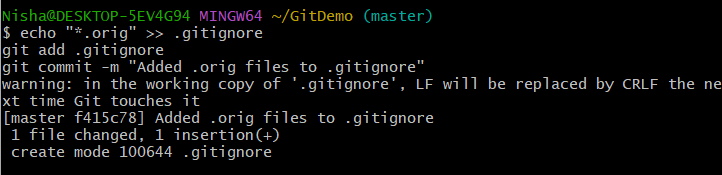 Nisha@DESKTOP-5EV4G94 MINGW64 ~/GitDemo (master)
$ echo "*.orig" >> .gitignore
git add .gitignore
git commit -m "Added .orig files to .gitignore"
warning: in the working copy of '.gitignore', LF will be replaced by CRLF the ne
xt time Git touches it
[master f415c78] Added .orig files to .gitignore
 1 file changed, 1 insertion(+)
 create mode 100644 .gitignore